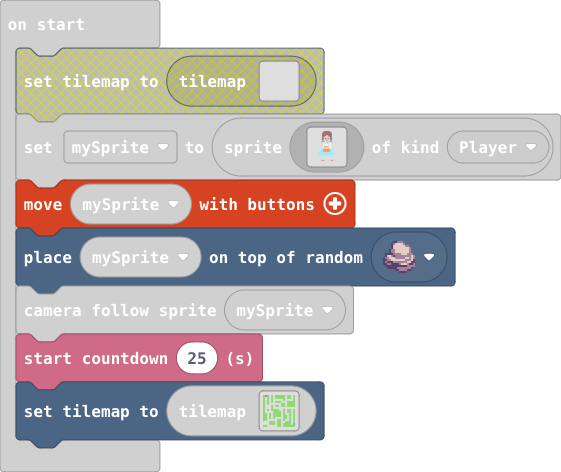 on start
set tilemap to tilemap
set mySprite to sprite of kind Player
move mySprite with buttons
place mySprite on top of random
camera follow sprite mySprite
start countdown 25 (s)
set tilemap to tilemap